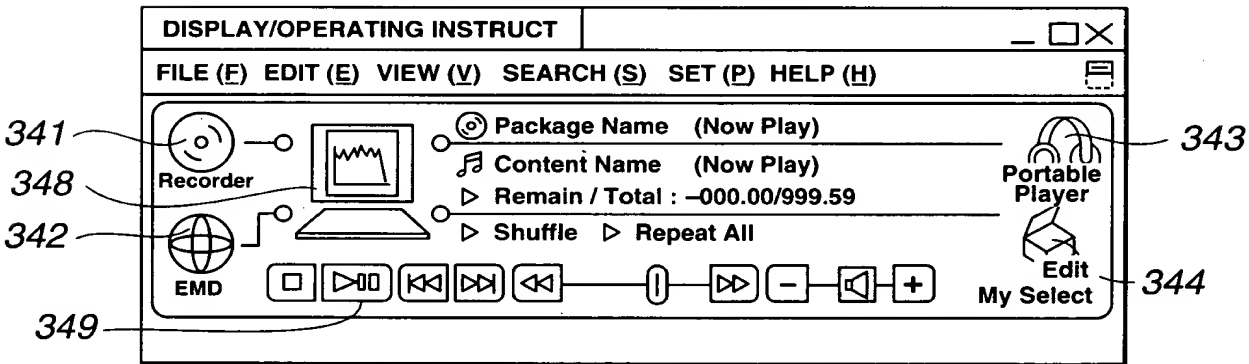 DISPLAY/OPERATING INSTRUCT
FILE (F) EDIT (E) VIEW (V) SEARCH (S) SET (P) HELP (H)
341
Recorder
348
342
EMD
349
Package Name (Now Play)
Content Name (Now Play)
Remain / Total : –000.00/999.59
Shuffle Repeat All
Portable
Player
343
Edit
My Select
344